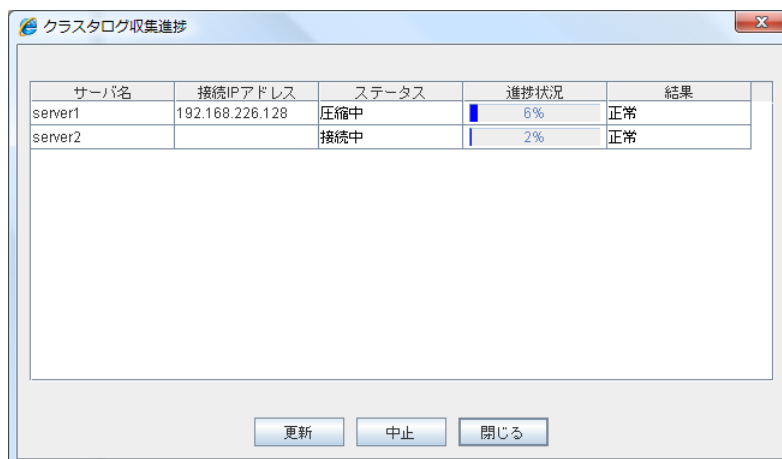 クラスタログ収集進捗
サーバ名 接続IPアドレス ステータス 進捗状況 結果
server1 192.168.226.128 圧縮中 6% 正常
server2 接続中 2% 正常
更新 中止 閉じる